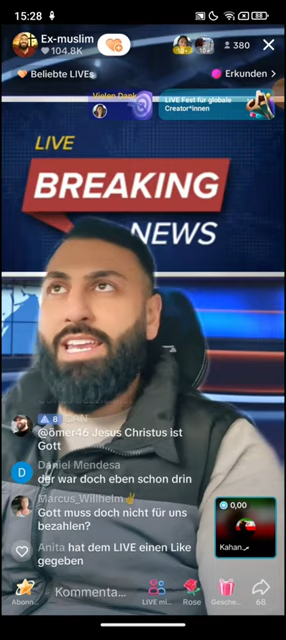 15:28
58
Ex-muslim
104.8K
380
Beliebte LIVEs
Erkunden >
Vielen Dank
LIVE Fest für globale
Creator*innen
LIVE
BREAKING
NEWS
8
@ömer46 Jesus Christus ist
Gott
Daniel Mendesa
der war doch eben schon drin
Marcus_Willhelm✌️
Gott muss doch nicht für uns
bezahlen?
0,00
Kahan
Anita hat dem LIVE einen Like
gegeben
Abonn...
Kommenta...
LIVE mi...
Rose
Gesche...
68